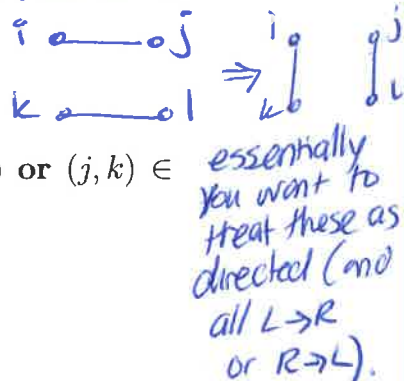 i j ⇒ i j
k l k l
or (j, k) ∈
essentially
you want to
treat these as
directed (and
all L→R
or R→L).